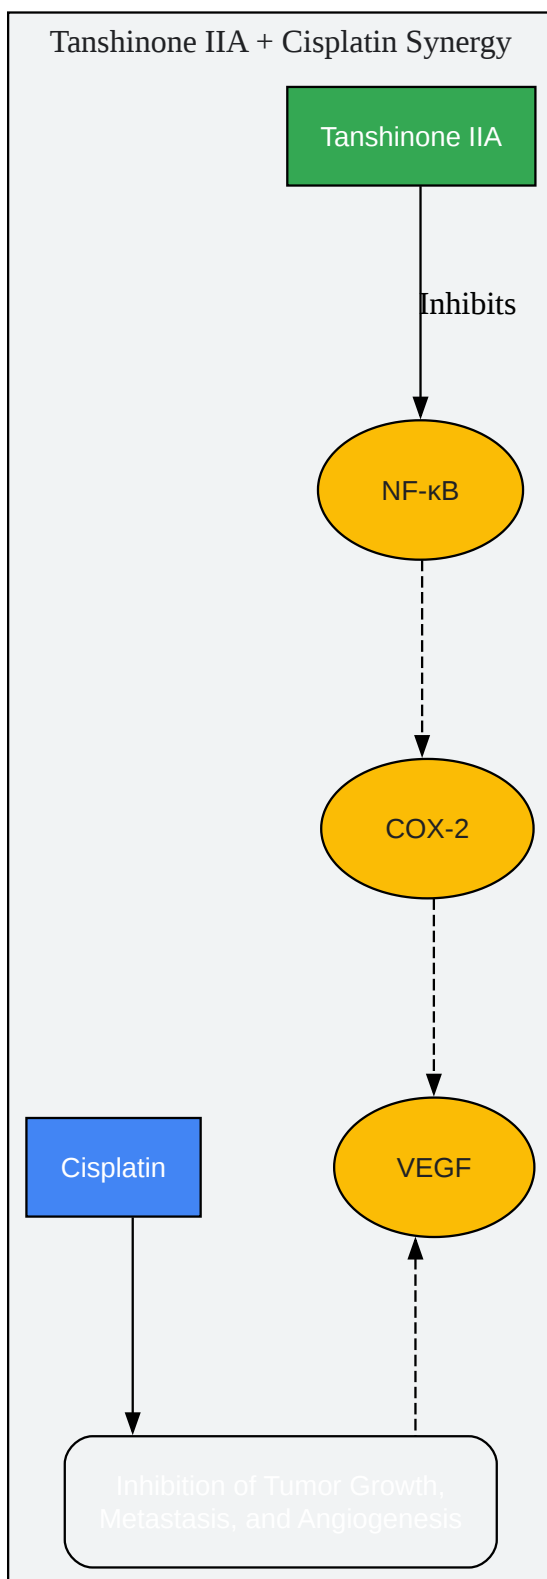 Tanshinone IIA + Cisplatin Synergy
Tanshinone IIA
Inhibits
NF-κB
COX-2
VEGF
Cisplatin
Inhibition of Tumor Growth,
Metastasis, and Angiogenesis